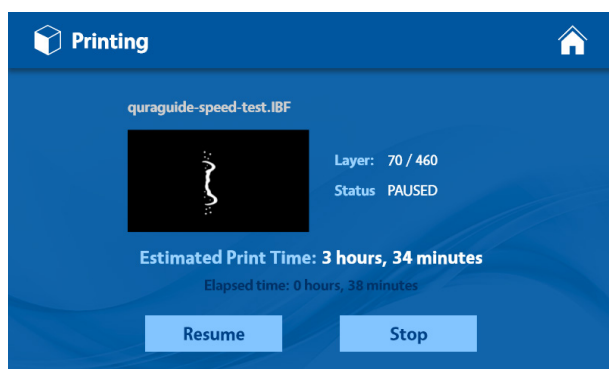 Printing
quraguide-speed-test.IBF
Layer: 70 / 460
Status PAUSED
Estimated Print Time: 3 hours, 34 minutes
Elapsed time: 0 hours, 38 minutes
Resume
Stop